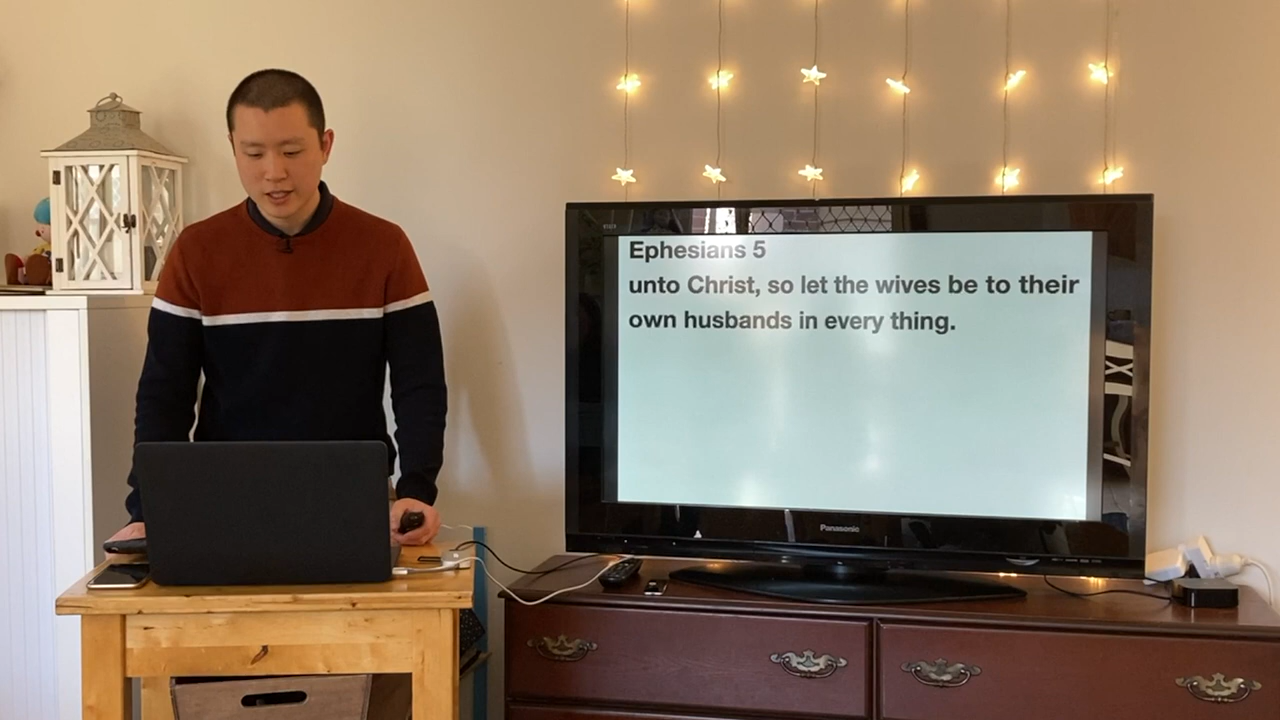 Ephesians 5
unto Christ, so let the wives be to their
own husbands in every thing.
Panasonic